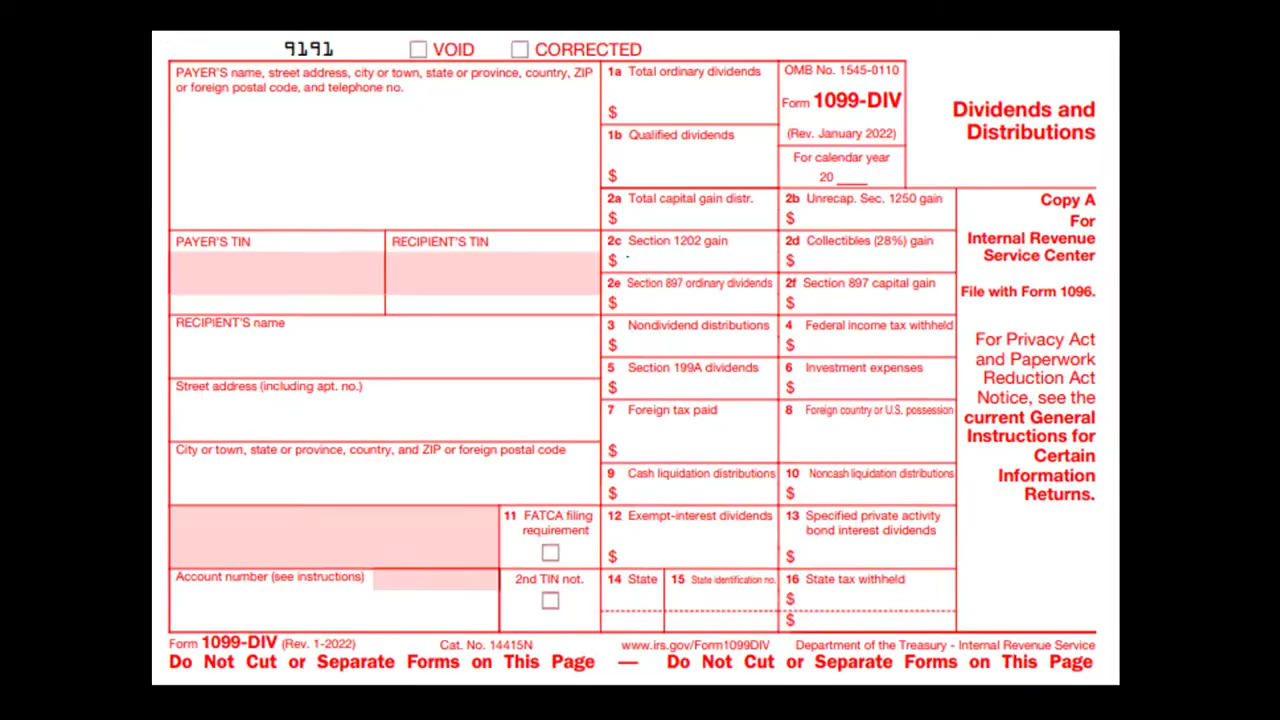 9191 VOID CORRECTED
PAYER'S name, street address, city or town, state or province, country, ZIP
or foreign postal code, and telephone no.
1a Total ordinary dividends
$
1b Qualified dividends
$
OMB No. 1545-0110
Form 1099-DIV
(Rev. January 2022)
For calendar year
20 ____
Dividends and
Distributions
2a Total capital gain distr.
$
2b Unrecap. Sec. 1250 gain
$
Copy A
For
Internal Revenue
Service Center
File with Form 1096.
For Privacy Act
and Paperwork
Reduction Act
Notice, see the
current General
Instructions for
Certain
Information
Returns.
PAYER'S TIN
RECIPIENT'S TIN
2c Section 1202 gain
$
2d Collectibles (28%) gain
$
2e Section 897 ordinary dividends
$
2f Section 897 capital gain
$
RECIPIENT'S name
3 Nondividend distributions
$
4 Federal income tax withheld
$
5 Section 199A dividends
$
6 Investment expenses
$
Street address (including apt. no.)
7 Foreign tax paid
$
8 Foreign country or U.S. possession
City or town, state or province, country, and ZIP or foreign postal code
9 Cash liquidation distributions
$
10 Noncash liquidation distributions
$
11 FATCA filing
requirement
12 Exempt-interest dividends
$
13 Specified private activity
bond interest dividends
$
Account number (see instructions)
2nd TIN not.
14 State
15 State identification no.
16 State tax withheld
$
$
Form 1099-DIV (Rev. 1-2022) Cat. No. 14415N www.irs.gov/Form1099DIV Department of the Treasury - Internal Revenue Service
Do Not Cut or Separate Forms on This Page — Do Not Cut or Separate Forms on This Page